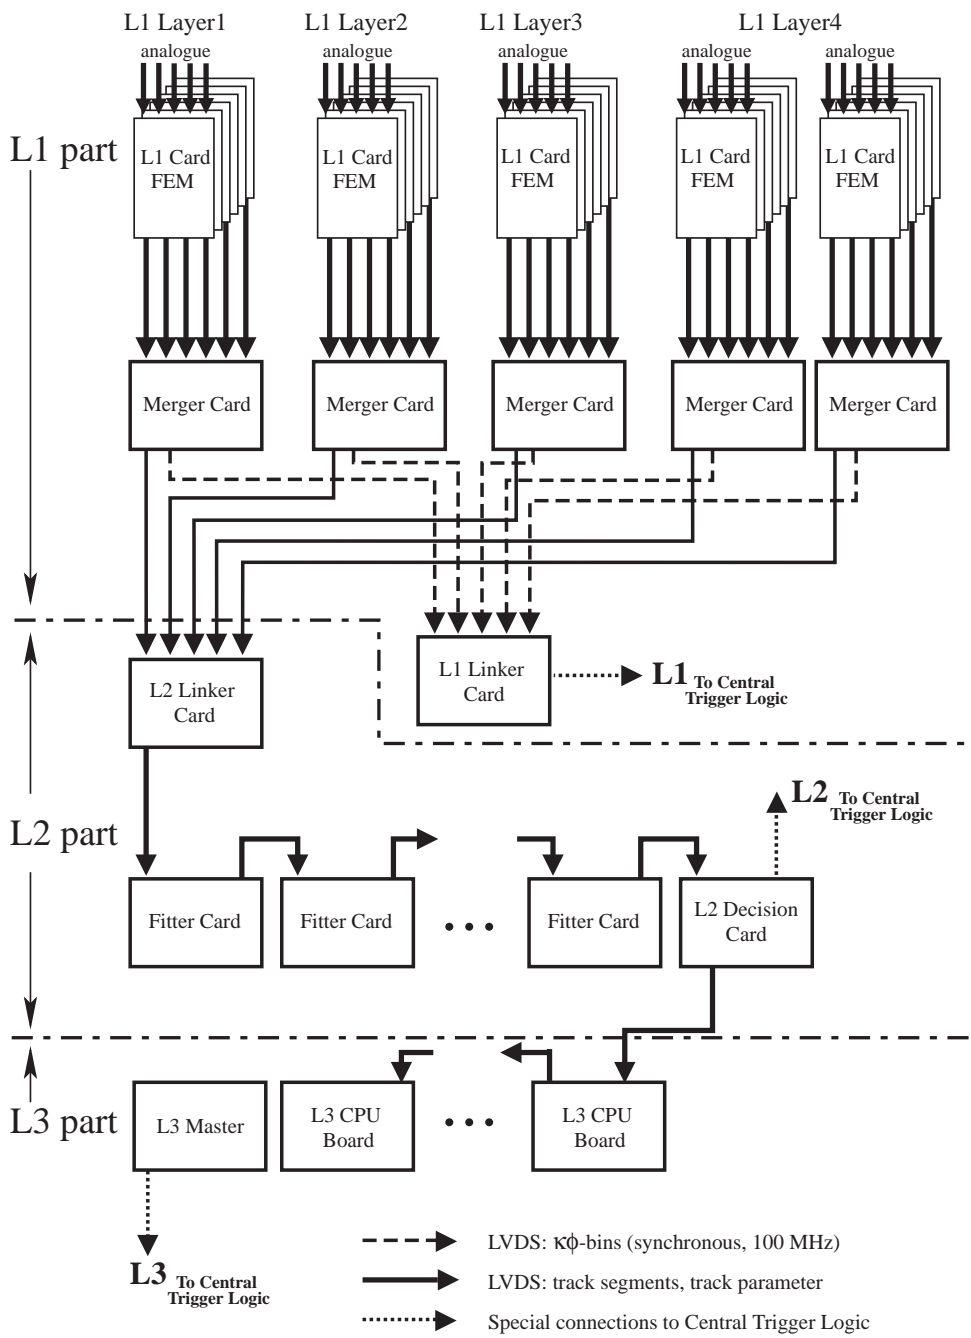 L1 Layer1
L1 Layer2
L1 Layer3
L1 Layer4
analogue
analogue
analogue
analogue
analogue
L1 part
L1 Card
FEM
L1 Card
FEM
L1 Card
FEM
L1 Card
FEM
L1 Card
FEM
Merger Card
Merger Card
Merger Card
Merger Card
Merger Card
L1 Linker
Card
L1 To Central
Trigger Logic
L2 Linker
Card
L2 part
L2 To Central
Trigger Logic
Fitter Card
Fitter Card
...
Fitter Card
L2 Decision
Card
L3 part
L3 Master
L3 CPU
Board
...
L3 CPU
Board
L3 To Central
Trigger Logic
LVDS: κϕ-bins (synchronous, 100 MHz)
LVDS: track segments, track parameter
Special connections to Central Trigger Logic